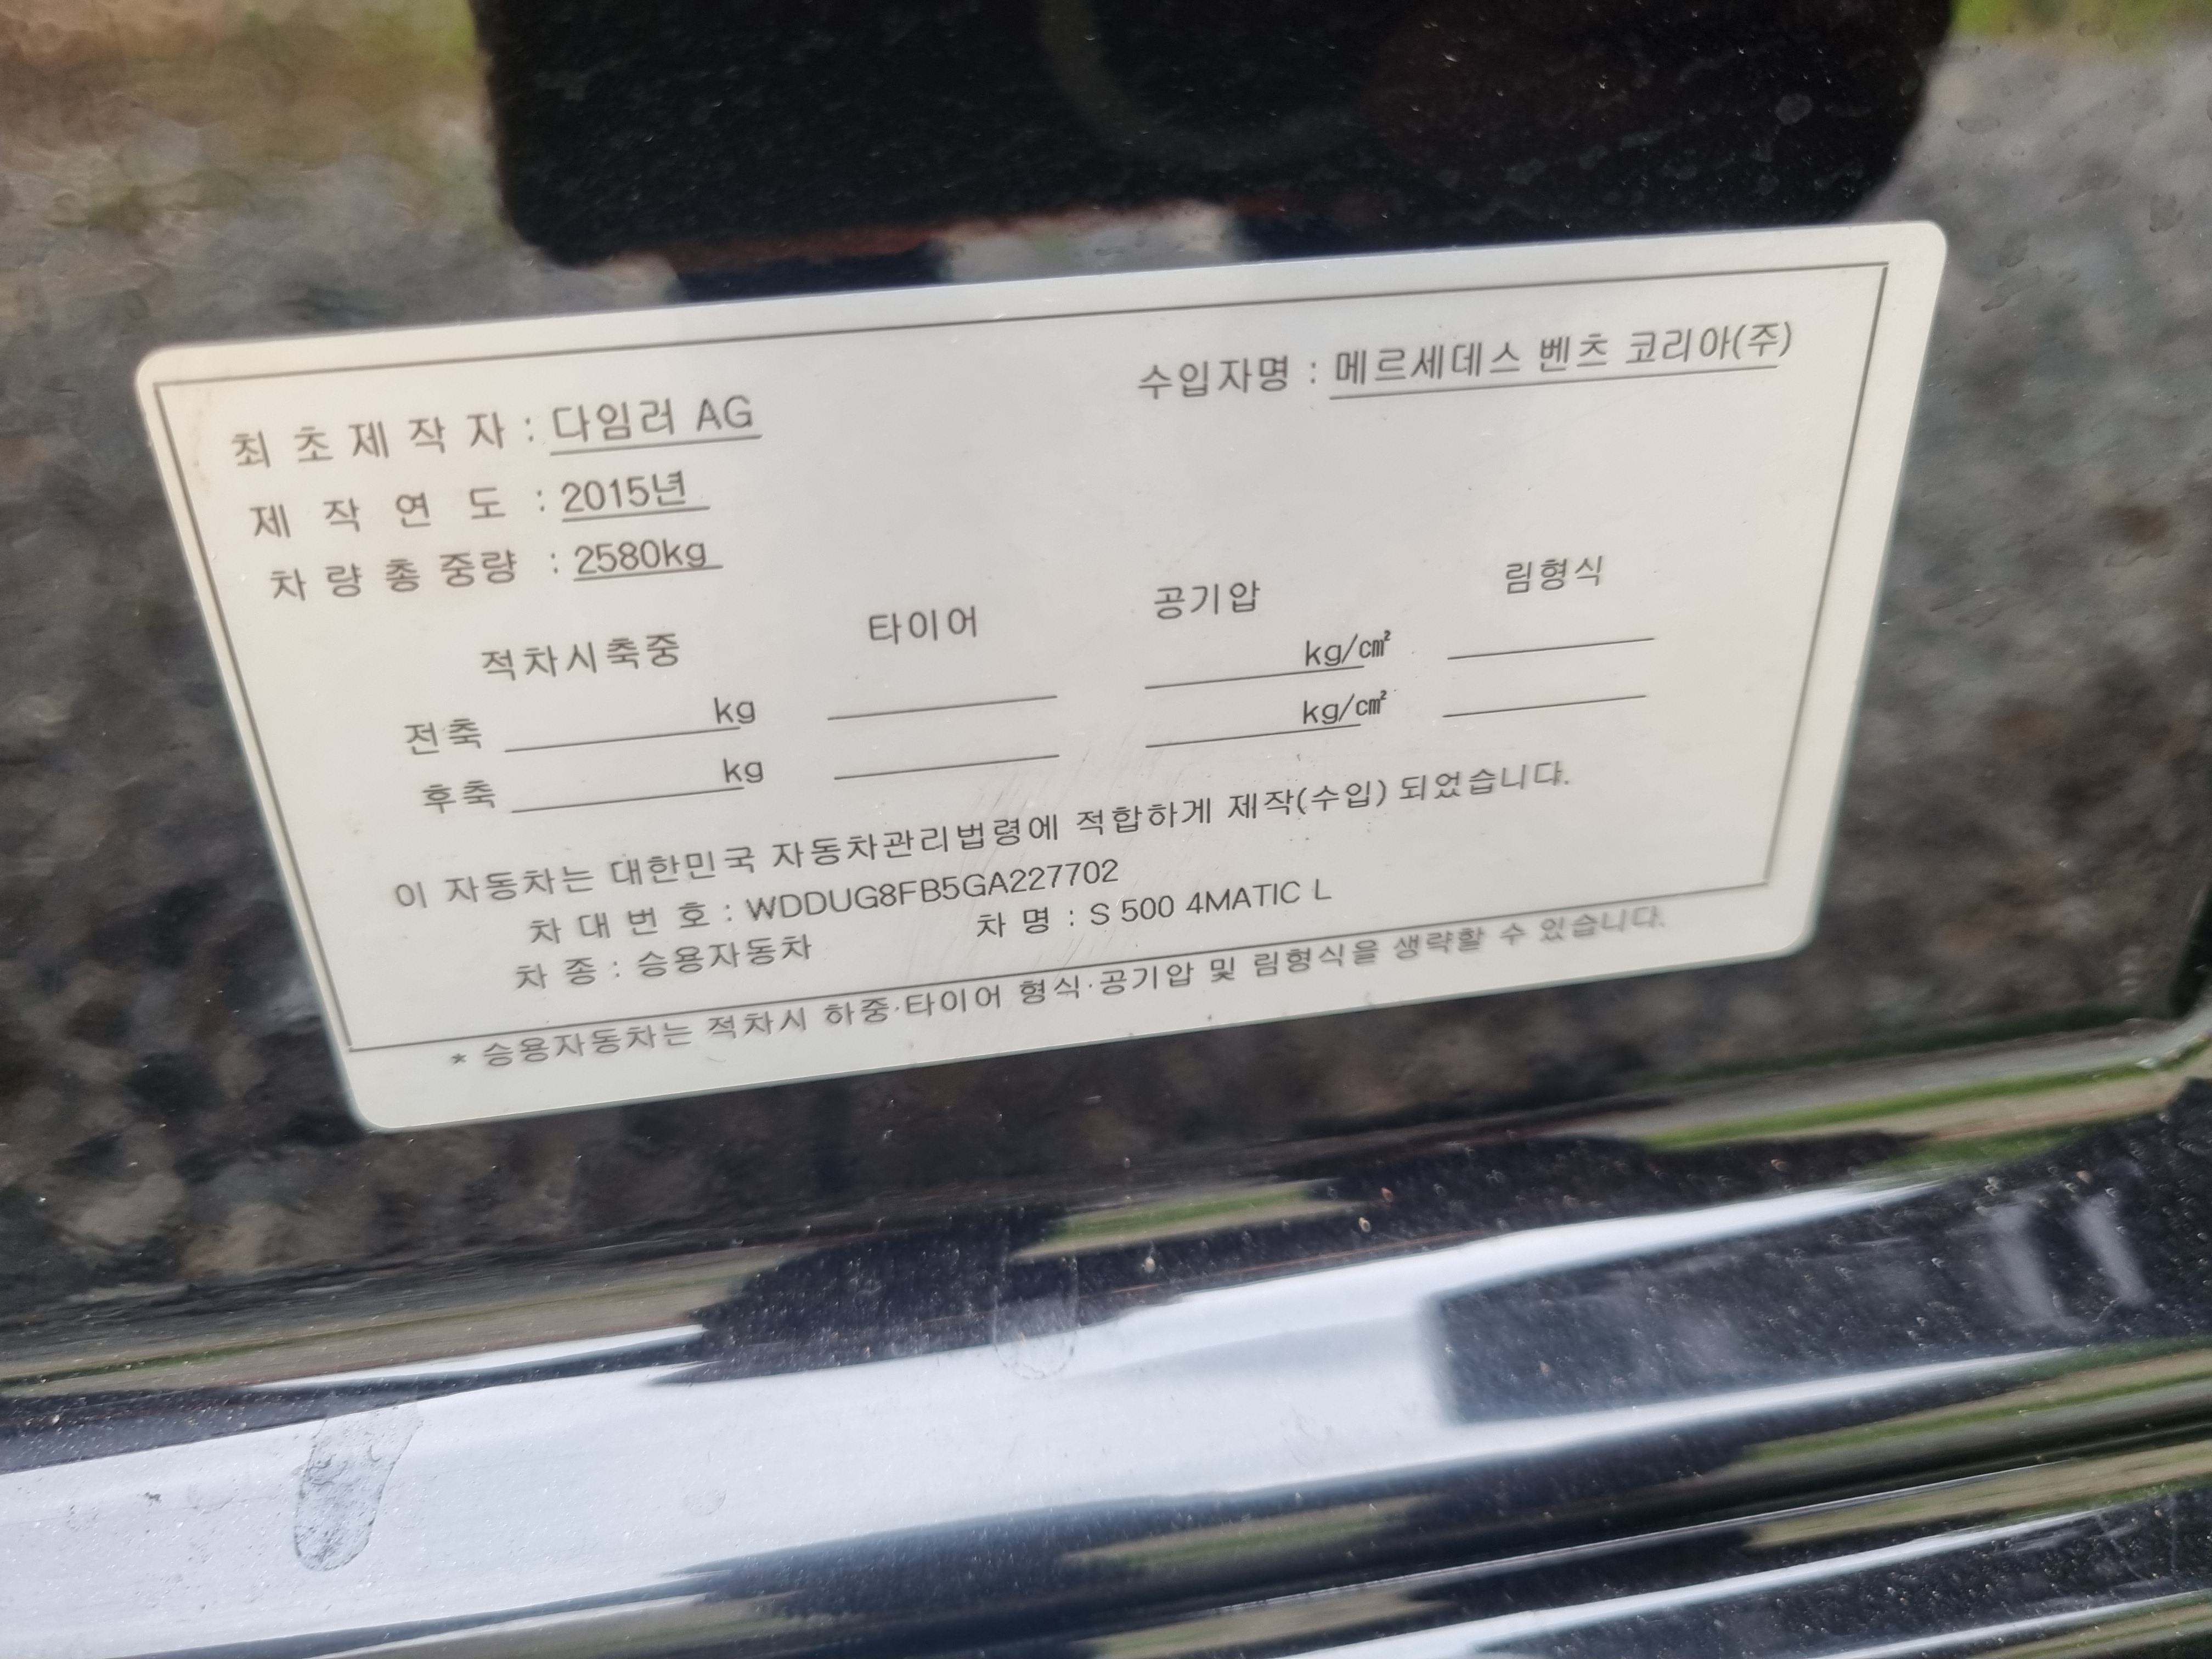 최초제작자 : 다임러 AG 수입자명 : 메르세데스 벤츠 코리아(주)
제작연도 : 2015년
차량총중량 : 2580kg
적차시축중 타이어 공기압 림형식
전축 kg kg/㎠
후축 kg kg/㎠
이 자동차는 대한민국 자동차관리법령에 적합하게 제작(수입) 되었습니다.
차대번호 : WDDUG8FB5GA227702
차종 : 승용자동차 차명 : S 500 4MATIC L
* 승용자동차는 적차시 하중·타이어 형식·공기압 및 림형식을 생략할 수 있습니다.